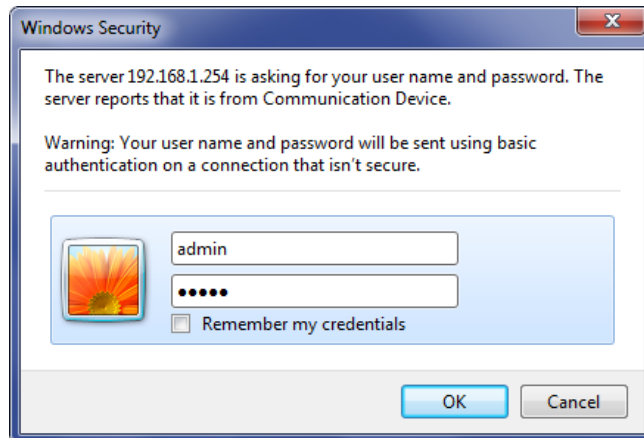 Windows Security
The server 192.168.1.254 is asking for your user name and password. The
server reports that it is from Communication Device.
Warning: Your user name and password will be sent using basic
authentication on a connection that isn't secure.
admin
•••••
Remember my credentials
OK
Cancel